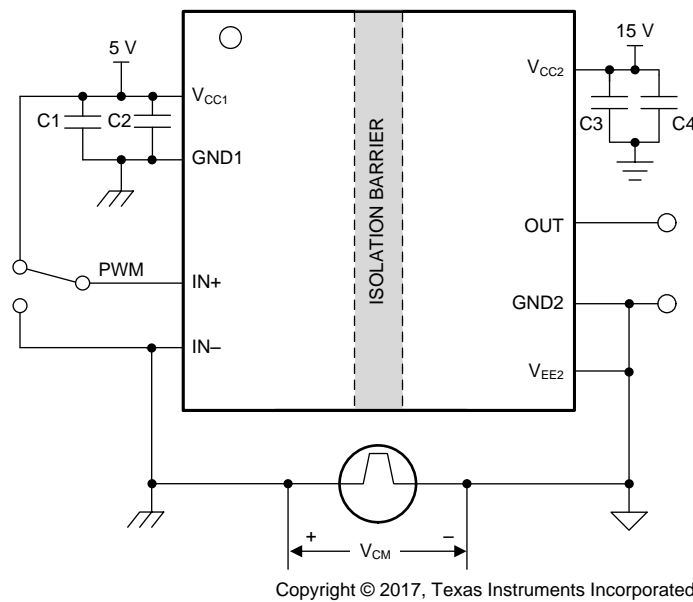 5 V
15 V
VCC1
VCC2
C1
C2
C3
C4
GND1
ISOLATION BARRIER
OUT
PWM
IN+
GND2
IN–
VEE2
+
–
VCM
Copyright © 2017, Texas Instruments Incorporated